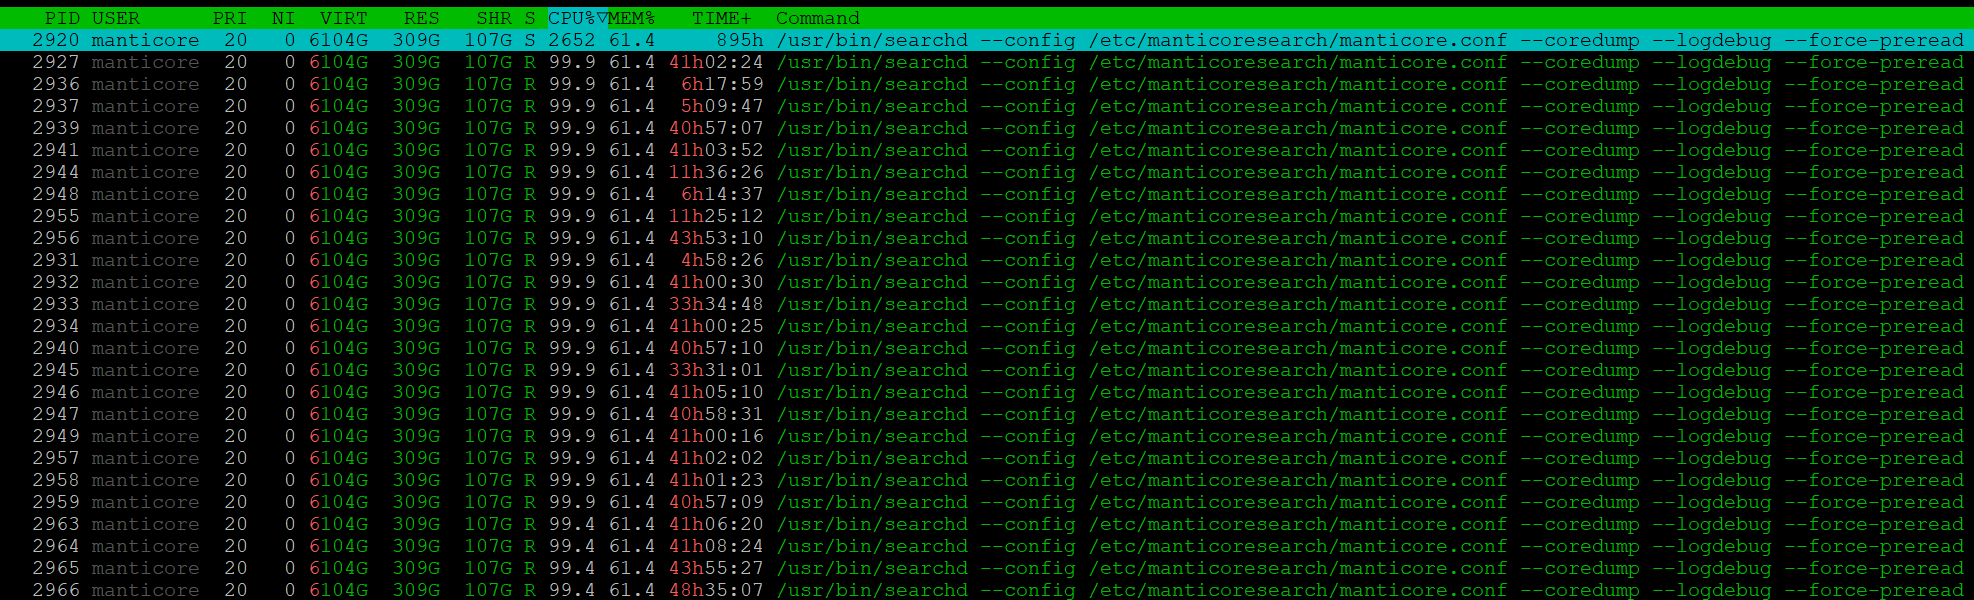 PID USER PRI NI VIRT RES SHR S CPU%▽MEM% TIME+ Command
2920 manticore 20 0 6104G 309G 107G S 2652 61.4 895h /usr/bin/searchd --config /etc/manticoresearch/manticore.conf --coredump --logdebug --force-preread
2927 manticore 20 0 6104G 309G 107G R 99.9 61.4 41h02:24 /usr/bin/searchd --config /etc/manticoresearch/manticore.conf --coredump --logdebug --force-preread
2936 manticore 20 0 6104G 309G 107G R 99.9 61.4 6h17:59 /usr/bin/searchd --config /etc/manticoresearch/manticore.conf --coredump --logdebug --force-preread
2937 manticore 20 0 6104G 309G 107G R 99.9 61.4 5h09:47 /usr/bin/searchd --config /etc/manticoresearch/manticore.conf --coredump --logdebug --force-preread
2939 manticore 20 0 6104G 309G 107G R 99.9 61.4 40h57:07 /usr/bin/searchd --config /etc/manticoresearch/manticore.conf --coredump --logdebug --force-preread
2941 manticore 20 0 6104G 309G 107G R 99.9 61.4 41h03:52 /usr/bin/searchd --config /etc/manticoresearch/manticore.conf --coredump --logdebug --force-preread
2944 manticore 20 0 6104G 309G 107G R 99.9 61.4 11h36:26 /usr/bin/searchd --config /etc/manticoresearch/manticore.conf --coredump --logdebug --force-preread
2948 manticore 20 0 6104G 309G 107G R 99.9 61.4 6h14:37 /usr/bin/searchd --config /etc/manticoresearch/manticore.conf --coredump --logdebug --force-preread
2955 manticore 20 0 6104G 309G 107G R 99.9 61.4 11h25:12 /usr/bin/searchd --config /etc/manticoresearch/manticore.conf --coredump --logdebug --force-preread
2956 manticore 20 0 6104G 309G 107G R 99.9 61.4 43h53:10 /usr/bin/searchd --config /etc/manticoresearch/manticore.conf --coredump --logdebug --force-preread
2931 manticore 20 0 6104G 309G 107G R 99.9 61.4 4h58:26 /usr/bin/searchd --config /etc/manticoresearch/manticore.conf --coredump --logdebug --force-preread
2932 manticore 20 0 6104G 309G 107G R 99.9 61.4 41h00:30 /usr/bin/searchd --config /etc/manticoresearch/manticore.conf --coredump --logdebug --force-preread
2933 manticore 20 0 6104G 309G 107G R 99.9 61.4 33h34:48 /usr/bin/searchd --config /etc/manticoresearch/manticore.conf --coredump --logdebug --force-preread
2934 manticore 20 0 6104G 309G 107G R 99.9 61.4 41h00:25 /usr/bin/searchd --config /etc/manticoresearch/manticore.conf --coredump --logdebug --force-preread
2940 manticore 20 0 6104G 309G 107G R 99.9 61.4 40h57:10 /usr/bin/searchd --config /etc/manticoresearch/manticore.conf --coredump --logdebug --force-preread
2945 manticore 20 0 6104G 309G 107G R 99.9 61.4 33h31:01 /usr/bin/searchd --config /etc/manticoresearch/manticore.conf --coredump --logdebug --force-preread
2946 manticore 20 0 6104G 309G 107G R 99.9 61.4 41h05:10 /usr/bin/searchd --config /etc/manticoresearch/manticore.conf --coredump --logdebug --force-preread
2947 manticore 20 0 6104G 309G 107G R 99.9 61.4 40h58:31 /usr/bin/searchd --config /etc/manticoresearch/manticore.conf --coredump --logdebug --force-preread
2949 manticore 20 0 6104G 309G 107G R 99.9 61.4 41h00:16 /usr/bin/searchd --config /etc/manticoresearch/manticore.conf --coredump --logdebug --force-preread
2957 manticore 20 0 6104G 309G 107G R 99.9 61.4 41h02:02 /usr/bin/searchd --config /etc/manticoresearch/manticore.conf --coredump --logdebug --force-preread
2958 manticore 20 0 6104G 309G 107G R 99.9 61.4 41h01:23 /usr/bin/searchd --config /etc/manticoresearch/manticore.conf --coredump --logdebug --force-preread
2959 manticore 20 0 6104G 309G 107G R 99.9 61.4 40h57:09 /usr/bin/searchd --config /etc/manticoresearch/manticore.conf --coredump --logdebug --force-preread
2963 manticore 20 0 6104G 309G 107G R 99.4 61.4 41h06:20 /usr/bin/searchd --config /etc/manticoresearch/manticore.conf --coredump --logdebug --force-preread
2964 manticore 20 0 6104G 309G 107G R 99.4 61.4 41h08:24 /usr/bin/searchd --config /etc/manticoresearch/manticore.conf --coredump --logdebug --force-preread
2965 manticore 20 0 6104G 309G 107G R 99.4 61.4 43h55:27 /usr/bin/searchd --config /etc/manticoresearch/manticore.conf --coredump --logdebug --force-preread
2966 manticore 20 0 6104G 309G 107G R 99.4 61.4 48h35:07 /usr/bin/searchd --config /etc/manticoresearch/manticore.conf --coredump --logdebug --force-preread